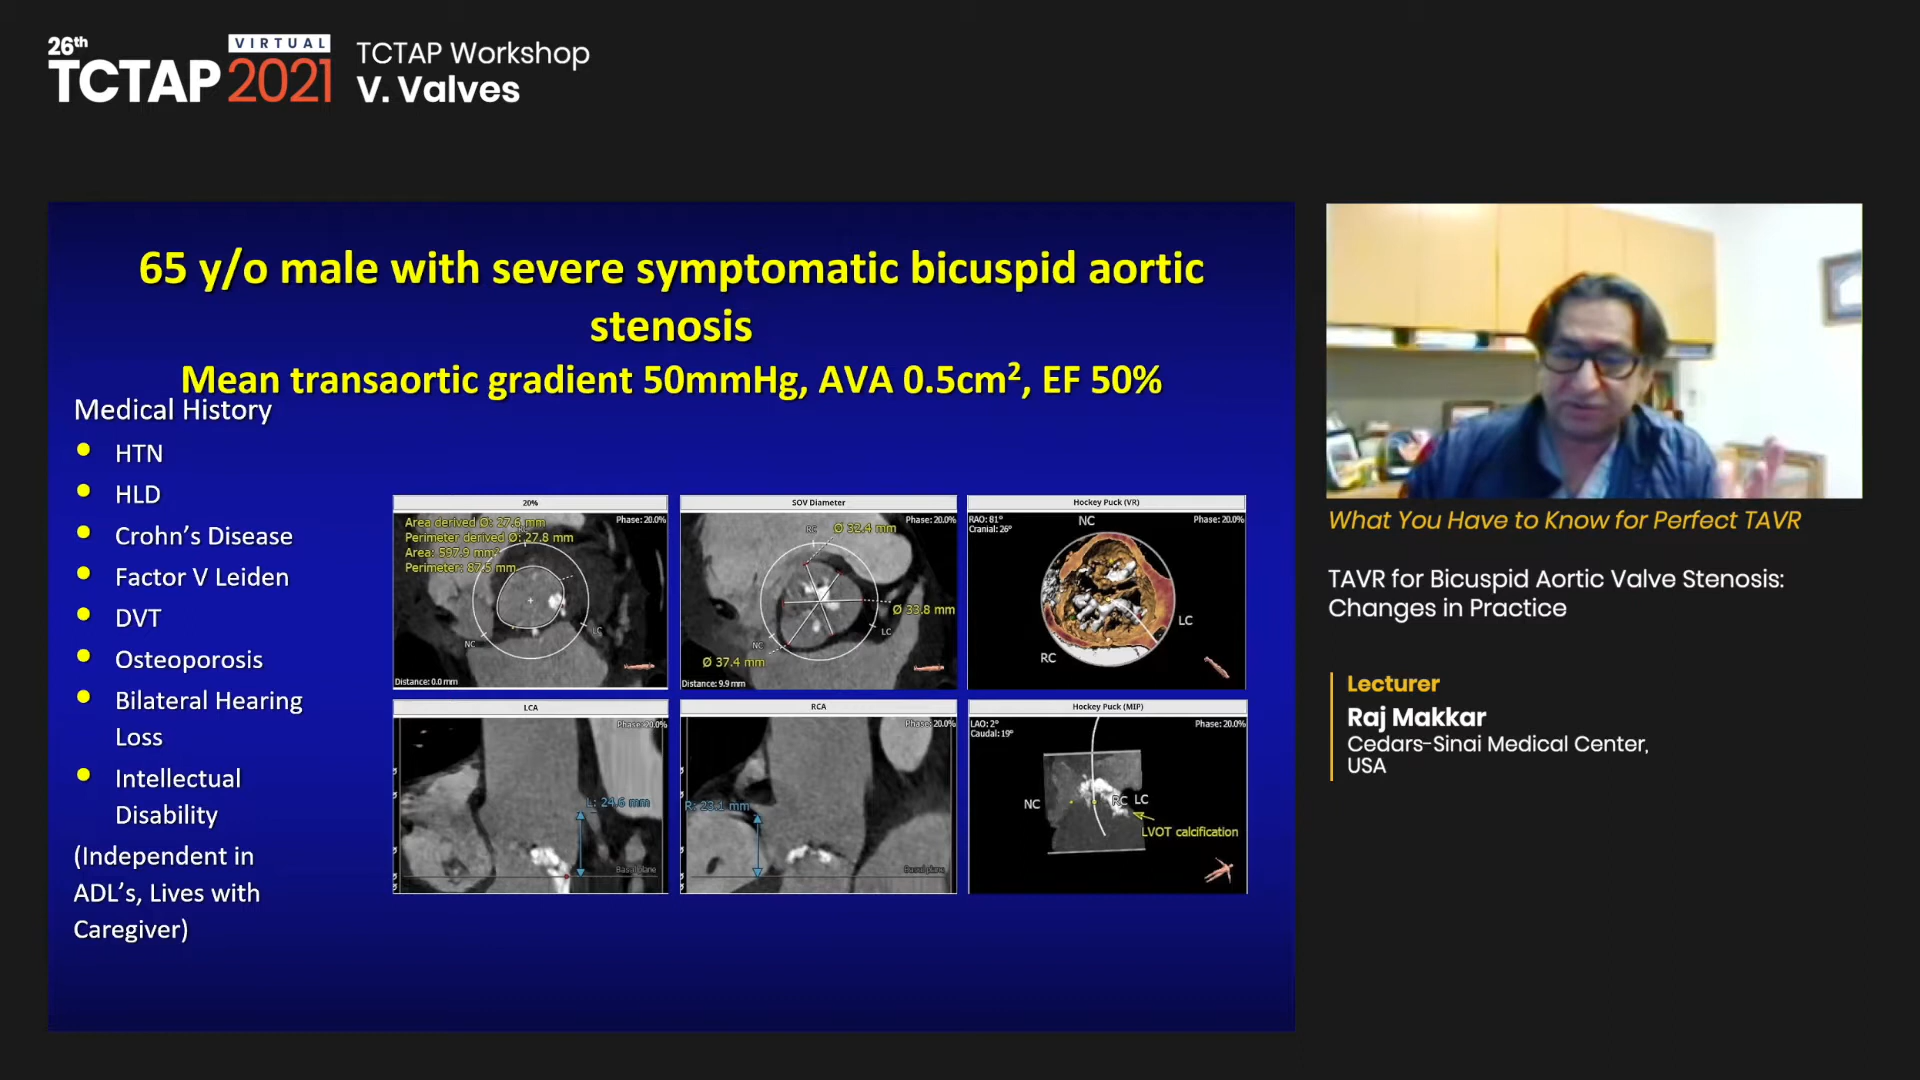 26th
VIRTUAL
TCTAP 2021
TCTAP Workshop
V. Valves
65 y/o male with severe symptomatic bicuspid aortic
stenosis
Mean transaortic gradient 50mmHg, AVA 0.5cm², EF 50%
Medical History
• HTN
• HLD
• Crohn's Disease
• Factor V Leiden
• DVT
• Osteoporosis
• Bilateral Hearing
Loss
• Intellectual
Disability
(Independent in
ADL's, Lives with
Caregiver)
20%
Area derived Ø: 27.6 mm
Perimeter derived Ø: 27.8 mm
Area: 597.9 mm²
Perimeter: 87.5 mm
Phase: 20.0%
NC
LC
Distance: 0.0 mm
SOV Diameter
Phase: 20.0%
RC
Ø 32.4 mm
Ø 33.8 mm
LC
NC
Ø 37.4 mm
Distance: 9.9 mm
Hockey Puck (VR)
RAO: 81°
Cranial: 26°
Phase: 20.0%
NC
LC
RC
LCA
Phase: 20.0%
L: 24.6 mm
Basal plane
RCA
Phase: 20.0%
R: 23.1 mm
Basal plane
Hockey Puck (MIP)
LAO: 2°
Caudal: 19°
Phase: 20.0%
NC
RC LC
LVOT calcification
What You Have to Know for Perfect TAVR
TAVR for Bicuspid Aortic Valve Stenosis:
Changes in Practice
Lecturer
Raj Makkar
Cedars-Sinai Medical Center,
USA